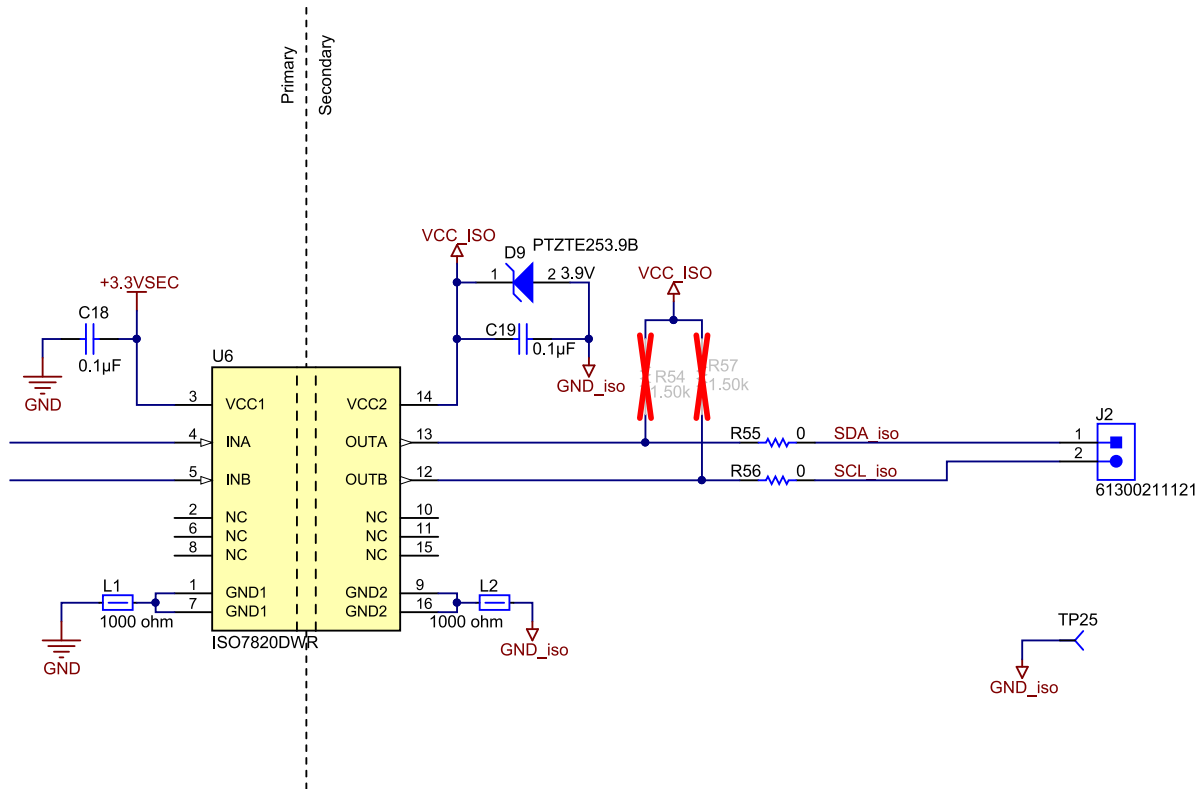 Primary
Secondary
VCC_ISO
D9
PTZTE253.9B
1
2
3.9V
C19
0.1µF
GND_iso
VCC_ISO
R54
1.50k
R57
1.50k
+3.3VSEC
C18
0.1µF
GND
U6
3
VCC1
VCC2
14
4
INA
OUTA
13
5
INB
OUTB
12
2
NC
NC
10
6
NC
NC
11
8
NC
NC
15
1
GND1
GND2
9
7
GND1
GND2
16
ISO7820DWR
L1
1000 ohm
GND
L2
1000 ohm
GND_iso
R55
0
SDA_iso
R56
0
SCL_iso
J2
1
2
61300211121
TP25
GND_iso